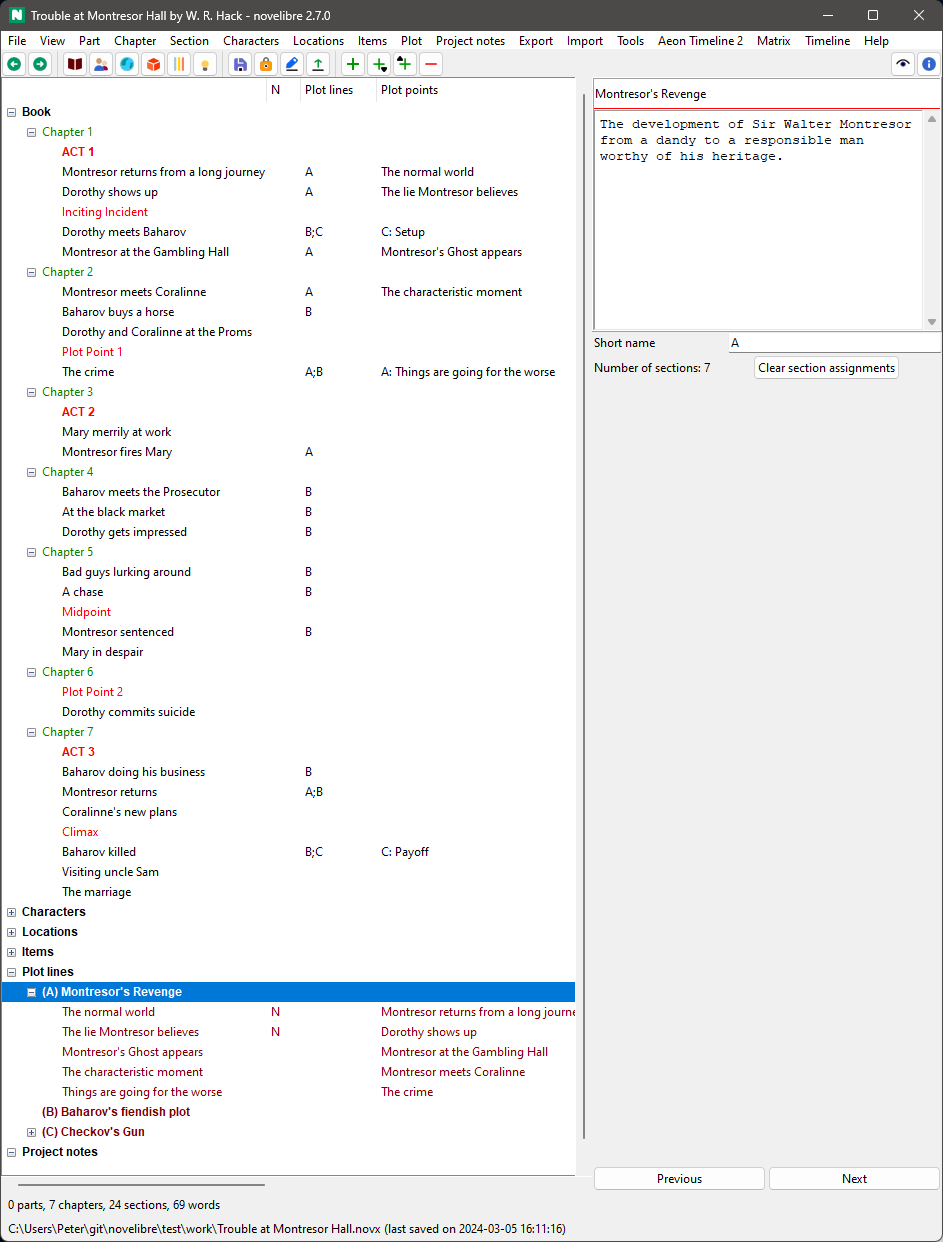 Trouble at Montresor Hall by W. R. Hack - novelibre 2.7.0
File View Part Chapter Section Characters Locations Items Plot Project notes Export Import Tools Aeon Timeline 2 Matrix Timeline Help
N Plot lines Plot points
Book
Chapter 1
ACT 1
Montresor returns from a long journey A The normal world
Dorothy shows up A The lie Montresor believes
Inciting Incident
Dorothy meets Baharov B;C C: Setup
Montresor at the Gambling Hall A Montresor's Ghost appears
Chapter 2
Montresor meets Coralinne A The characteristic moment
Baharov buys a horse B
Dorothy and Coralinne at the Proms
Plot Point 1
The crime A;B A: Things are going for the worse
Chapter 3
ACT 2
Mary merrily at work
Montresor fires Mary A
Chapter 4
Baharov meets the Prosecutor B
At the black market B
Dorothy gets impressed B
Chapter 5
Bad guys lurking around B
A chase B
Midpoint
Montresor sentenced B
Mary in despair
Chapter 6
Plot Point 2
Dorothy commits suicide
Chapter 7
ACT 3
Baharov doing his business B
Montresor returns A;B
Coralinne's new plans
Climax
Baharov killed B;C C: Payoff
Visiting uncle Sam
The marriage
Characters
Locations
Items
Plot lines
(A) Montresor's Revenge
The normal world N Montresor returns from a long journe
The lie Montresor believes N Dorothy shows up
Montresor's Ghost appears Montresor at the Gambling Hall
The characteristic moment Montresor meets Coralinne
Things are going for the worse The crime
(B) Baharov's fiendish plot
(C) Checkov's Gun
Project notes
Montresor's Revenge
The development of Sir Walter Montresor
from a dandy to a responsible man
worthy of his heritage.
Short name A
Number of sections: 7 Clear section assignments
Previous Next
0 parts, 7 chapters, 24 sections, 69 words
C:\Users\Peter\git\novelibre\test\work\Trouble at Montresor Hall.novx (last saved on 2024-03-05 16:11:16)